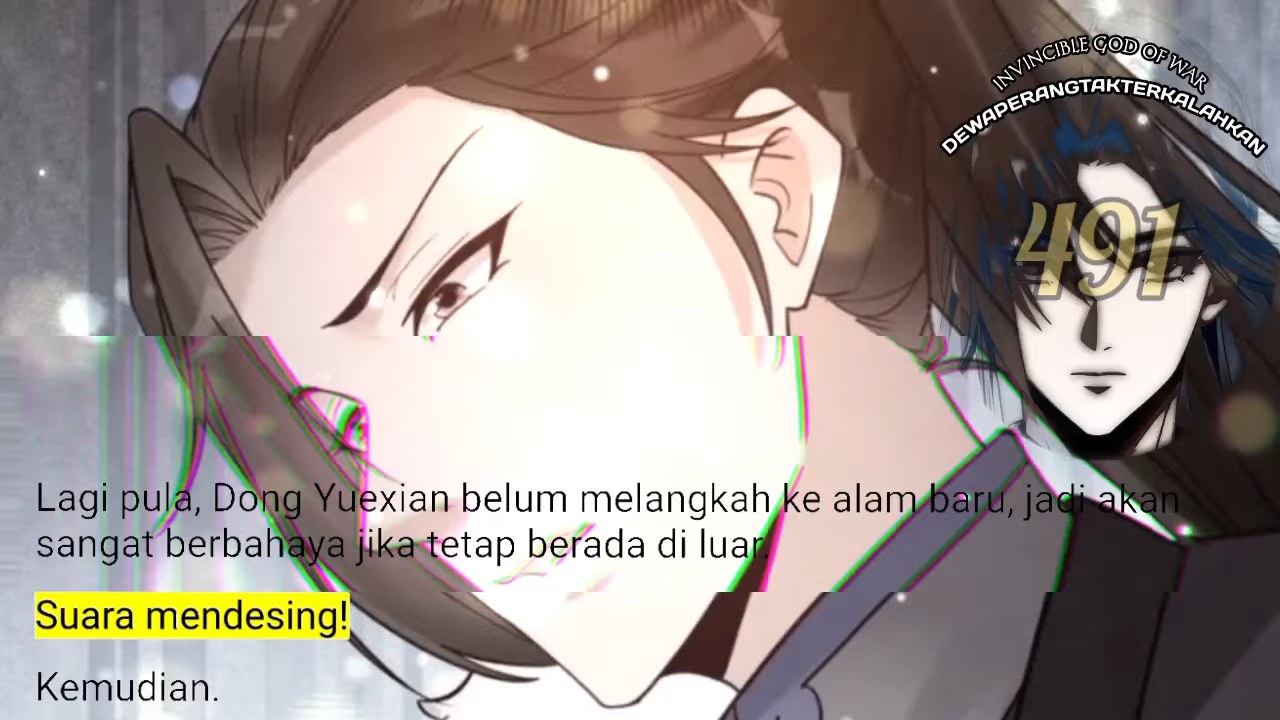 INVINCIBLE GOD OF WAR
DEWAPERANGTAKTERKALAHKAN
491
Lagi pula, Dong Yuexian belum melangkah ke alam baru, jadi akan
sangat berbahaya jika tetap berada di luar.
Suara mendesing!
Kemudian.